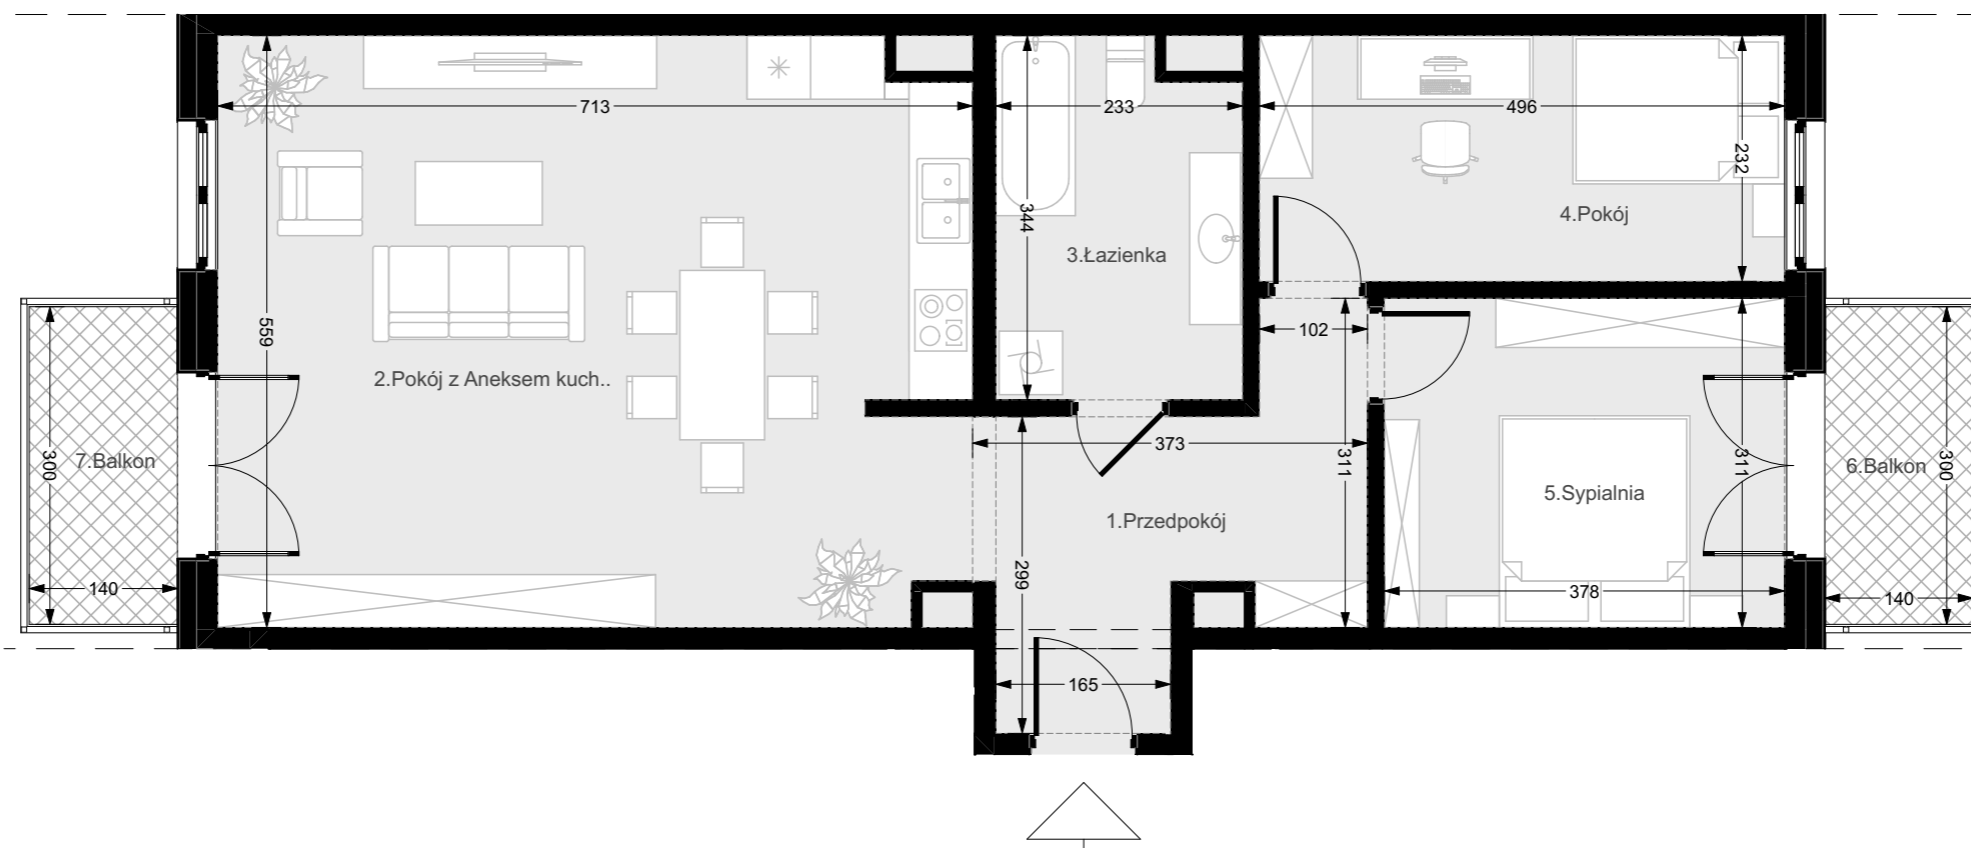 713
233
496
232
344
4.Pokój
3.Łazienka
559
102
2.Pokój z Aneksem kuch..
373
311
311
300
7.Balkon
6.Balkon
300
5.Sypialnia
1.Przedpokój
299
140
378
140
165